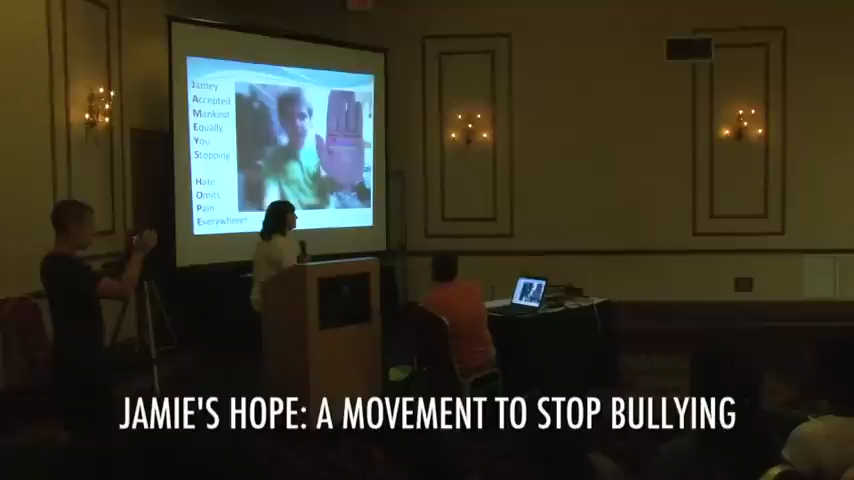 Jamey
Accepted
Mankind
Equally
You
Stopping
Hate
Omits
Pain
Everywhere*
JAMIE'S HOPE: A MOVEMENT TO STOP BULLYING